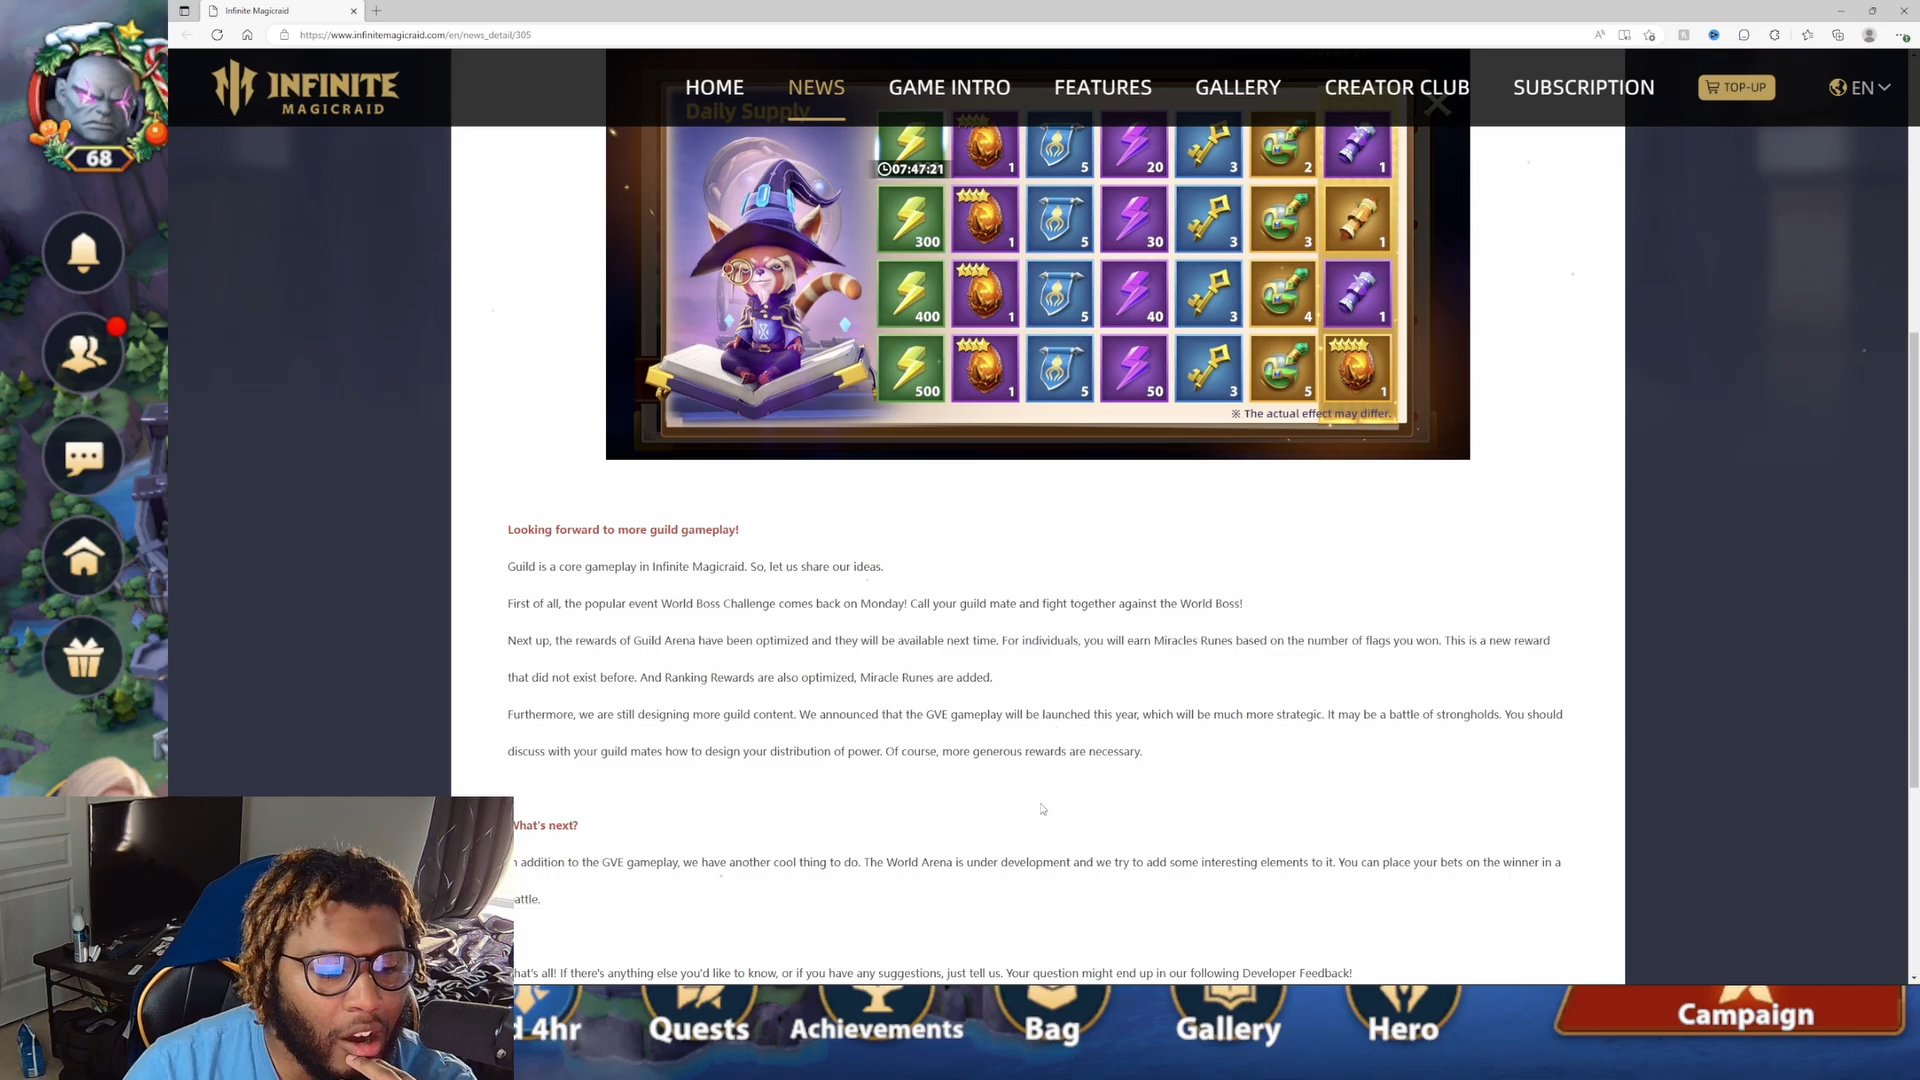 Infinite Magicraid
https://www.infinitemagicraid.com/en/news_detail/305
INFINITE
MAGICRAID
HOME NEWS GAME INTRO FEATURES GALLERY CREATOR CLUB SUBSCRIPTION TOP-UP EN
Daily Supply
68
07:47:21 1 5 20 3 2 1
300 1 5 30 3 3 1
400 1 5 40 3 4 1
500 1 5 50 3 5 1
※ The actual effect may differ.
Looking forward to more guild gameplay!
Guild is a core gameplay in Infinite Magicraid. So, let us share our ideas.
First of all, the popular event World Boss Challenge comes back on Monday! Call your guild mate and fight together against the World Boss!
Next up, the rewards of Guild Arena have been optimized and they will be available next time. For individuals, you will earn Miracles Runes based on the number of flags you won. This is a new reward
that did not exist before. And Ranking Rewards are also optimized, Miracle Runes are added.
Furthermore, we are still designing more guild content. We announced that the GVE gameplay will be launched this year, which will be much more strategic. It may be a battle of strongholds. You should
discuss with your guild mates how to design your distribution of power. Of course, more generous rewards are necessary.
What's next?
n addition to the GVE gameplay, we have another cool thing to do. The World Arena is under development and we try to add some interesting elements to it. You can place your bets on the winner in a
attle.
hat's all! If there's anything else you'd like to know, or if you have any suggestions, just tell us. Your question might end up in our following Developer Feedback!
d 4hr Quests Achievements Bag Gallery Hero Campaign